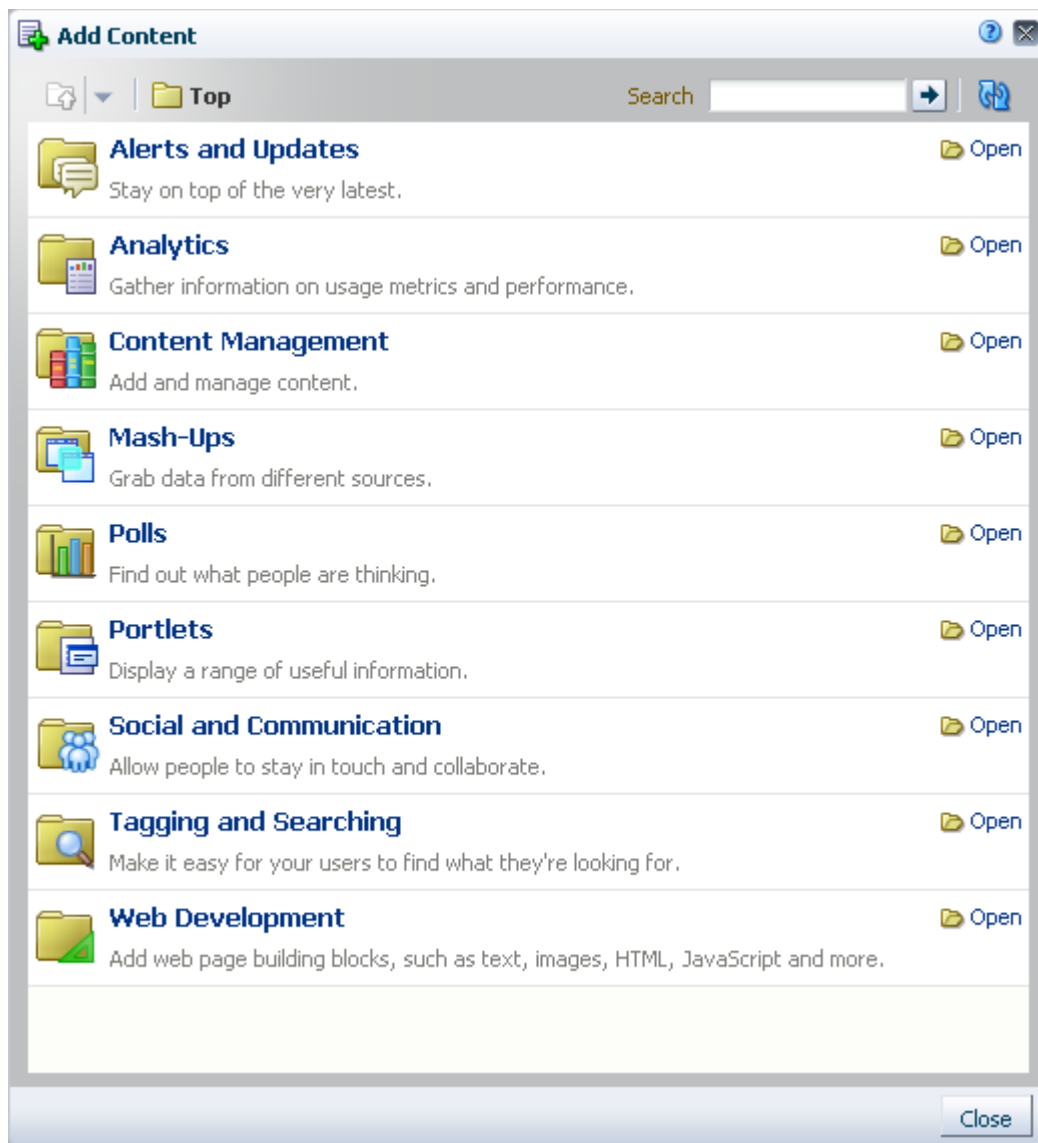 Add Content
Top Search
Alerts and Updates Open
Stay on top of the very latest.
Analytics Open
Gather information on usage metrics and performance.
Content Management Open
Add and manage content.
Mash-Ups Open
Grab data from different sources.
Polls Open
Find out what people are thinking.
Portlets Open
Display a range of useful information.
Social and Communication Open
Allow people to stay in touch and collaborate.
Tagging and Searching Open
Make it easy for your users to find what they're looking for.
Web Development Open
Add web page building blocks, such as text, images, HTML, JavaScript and more.
Close